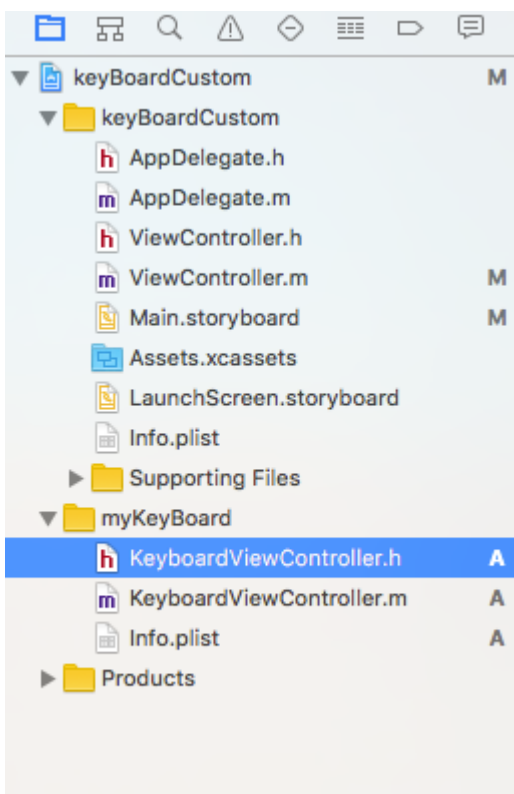 keyBoardCustom M
keyBoardCustom
h AppDelegate.h
m AppDelegate.m
h ViewController.h
m ViewController.m M
Main.storyboard M
Assets.xcassets
LaunchScreen.storyboard
Info.plist
Supporting Files
myKeyBoard
h KeyboardViewController.h A
m KeyboardViewController.m A
Info.plist A
Products